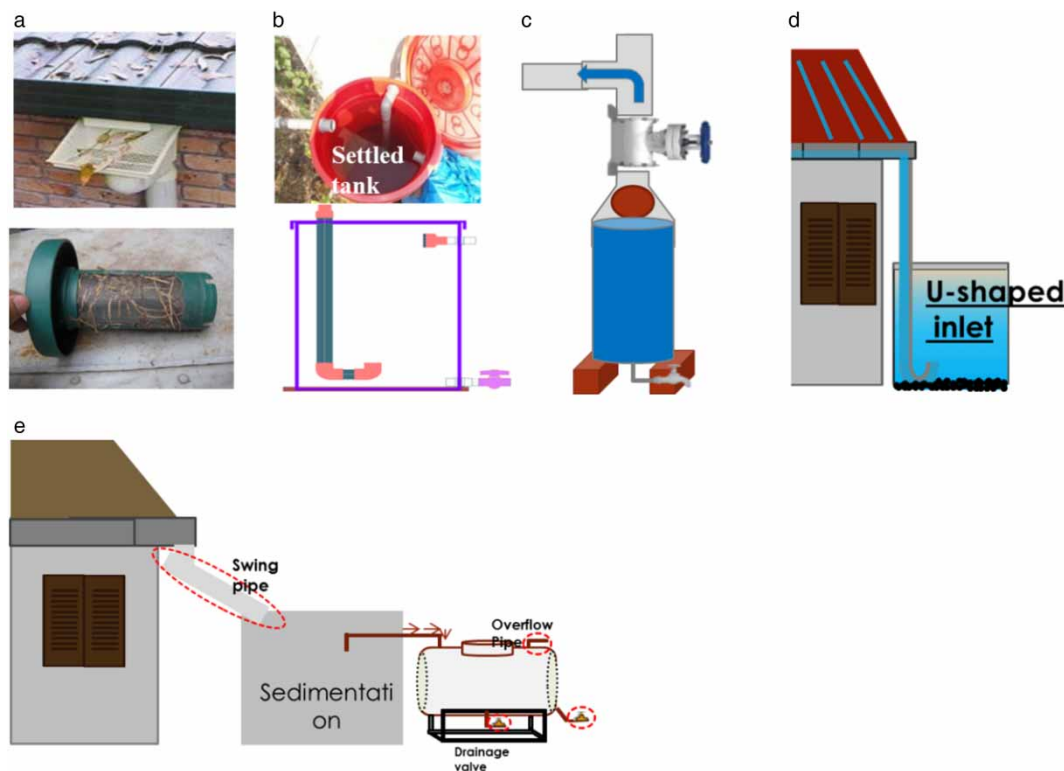 a
b
c
d
Settled
tank
U-shaped
inlet
e
Swing
pipe
Overflow
Pipe
Sedimentati
on
Drainage
valve